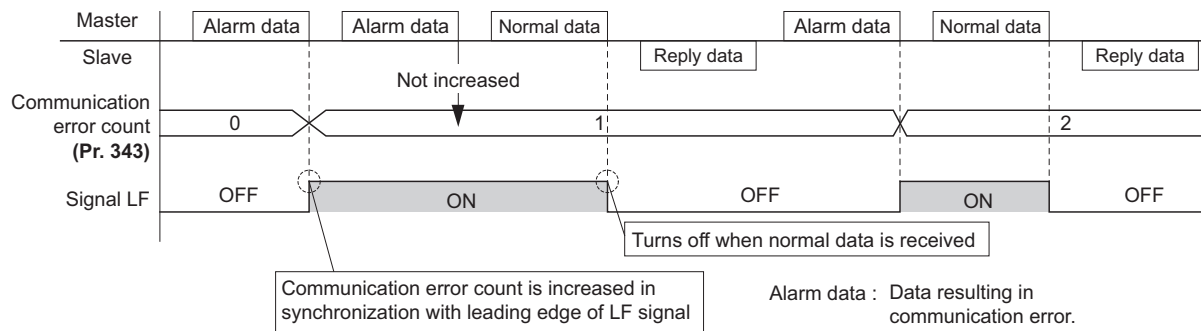 Master
Alarm data
Alarm data
Normal data
Alarm data
Normal data
Slave
Reply data
Reply data
Not increased
Communication
error count
(Pr. 343)
0
1
2
Signal LF
OFF
ON
OFF
ON
OFF
Turns off when normal data is received
Communication error count is increased in
synchronization with leading edge of LF signal
Alarm data : Data resulting in
communication error.